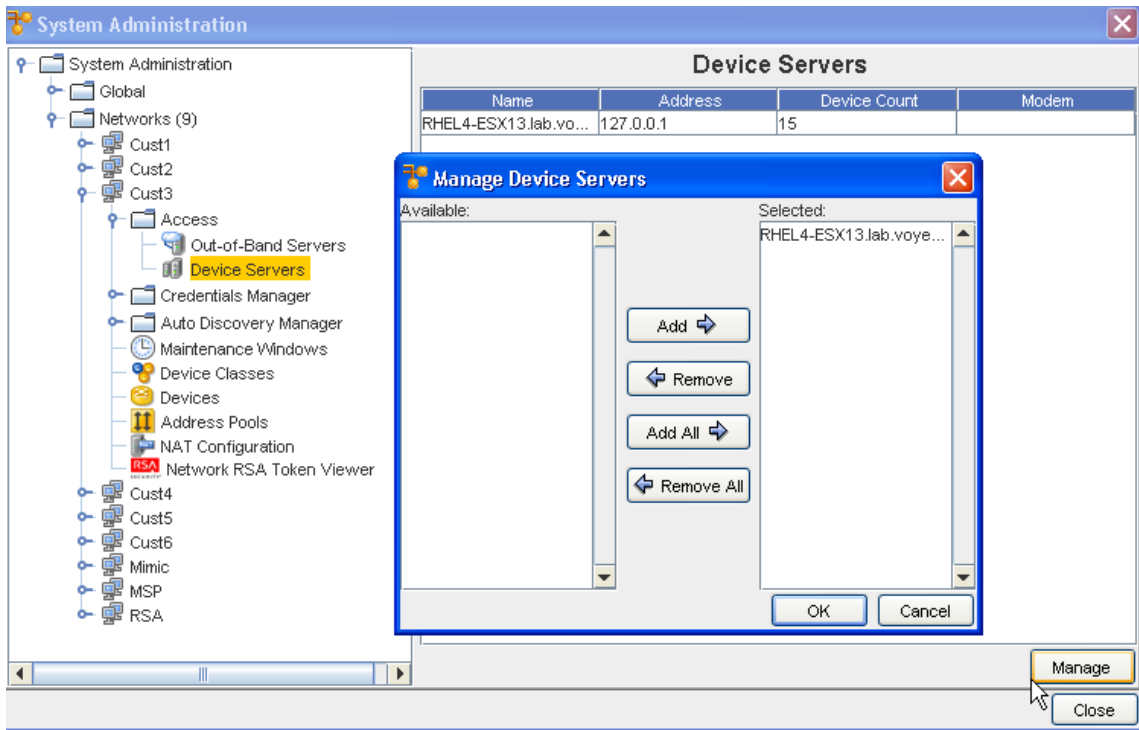 System Administration
System Administration
Global
Networks (9)
Cust1
Cust2
Cust3
Access
Out-of-Band Servers
Device Servers
Credentials Manager
Auto Discovery Manager
Maintenance Windows
Device Classes
Devices
Address Pools
NAT Configuration
RSA SECURITY Network RSA Token Viewer
Cust4
Cust5
Cust6
Mimic
MSP
RSA
Device Servers
Name Address Device Count Modem
RHEL4-ESX13.lab.vo... 127.0.0.1 15
Manage Device Servers
Available: Selected:
RHEL4-ESX13.lab.voye...
Add
Remove
Add All
Remove All
OK Cancel
Manage
Close